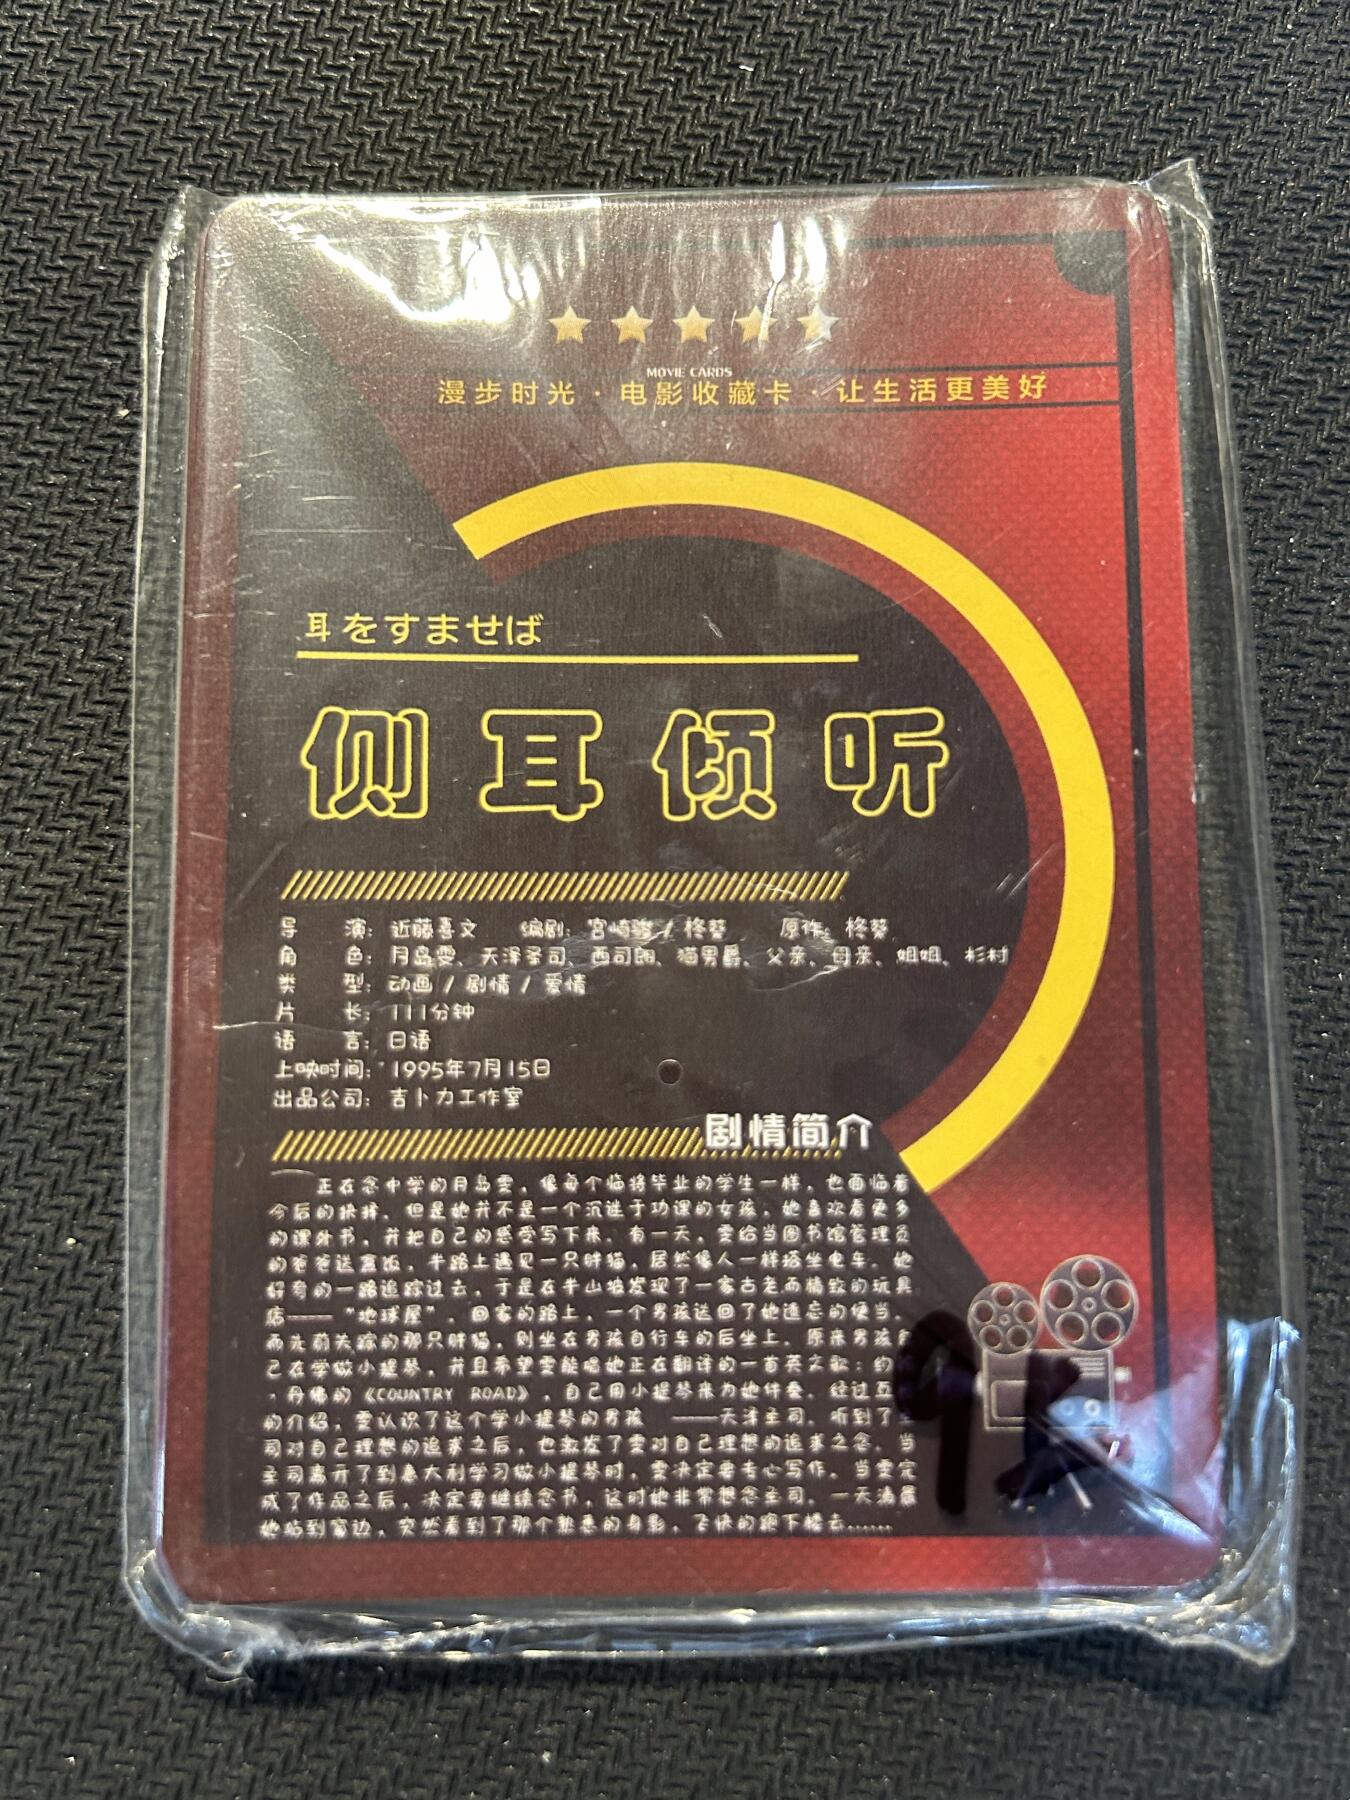 MOVIE CARDS
漫步时光·电影收藏卡·让生活更美好
耳をすませば
侧耳倾听
导 演: 近藤喜文 编剧: 宫崎骏 / 柊葵 原作: 柊葵
角 色: 月岛雯、天泽圣司、西司朗、猫男爵、父亲、母亲、姐姐、杉村
类 型: 动画 / 剧情 / 爱情
片 长: 111分钟
语 言: 日语
上映时间: 1995年7月15日
出品公司: 吉卜力工作室
剧情简介
正在念中学的月岛雯，像每个临将毕业的学生一样，也面临着
今后的抉择。但是她并不是一个沉迷于功课的女孩，她喜欢看更多
的课外书，并把自己的感受写下来。有一天，雯给当图书馆管理员
的爸爸送盒饭，半路上遇见一只胖猫，居然像人一样搭坐电车。她
好奇的一路追踪过去，于是在半山坡发现了一家古老而精致的玩具
店——“地球屋”。回家的路上，一个男孩送回了她遗忘的便当，
而先前失踪的那只胖猫，则坐在男孩自行车的后坐上。原来男孩自
己在学做小提琴，并且希望雯能唱她正在翻译的一首英文歌：约
·丹佛的《COUNTRY ROAD》，自己用小提琴来为她伴奏。经过互
的介绍，雯认识了这个学小提琴的男孩 ——天泽圣司。听到了圣
司对自己理想的追求之后，也激发了雯对自己理想的追求之念。当
圣司离开了到意大利学习做小提琴时，雯决定要专心写作。当雯完
成了作品之后，决定要继续念书，这时她非常想念圣司。一天清晨
她站到窗边，突然看到了那个熟悉的身影，飞快的跑下楼去......